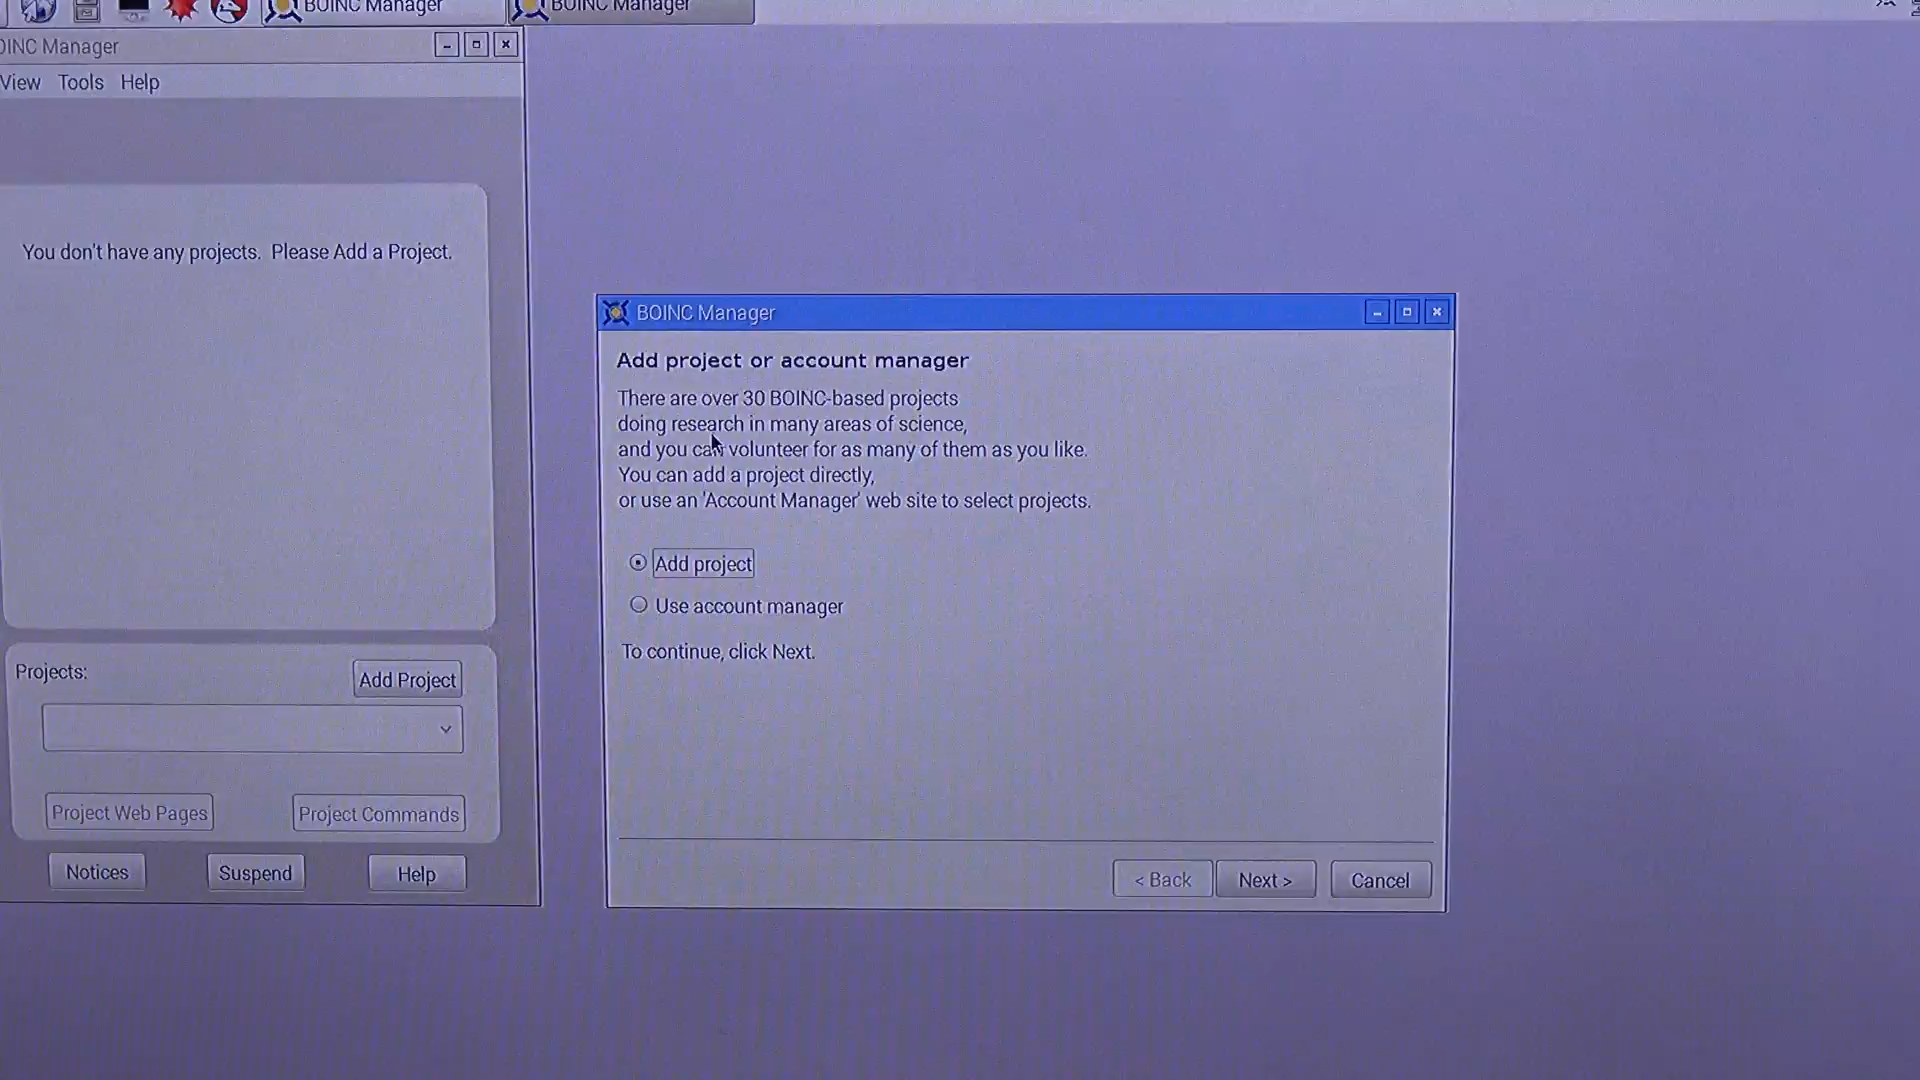 BOINC Manager
BOINC Manager
OINC Manager
View Tools Help
You don't have any projects. Please Add a Project.
Projects:
Add Project
Project Web Pages
Project Commands
Notices
Suspend
Help
BOINC Manager
Add project or account manager
There are over 30 BOINC-based projects
doing research in many areas of science,
and you can volunteer for as many of them as you like.
You can add a project directly,
or use an 'Account Manager' web site to select projects.
Add project
Use account manager
To continue, click Next.
< Back
Next >
Cancel